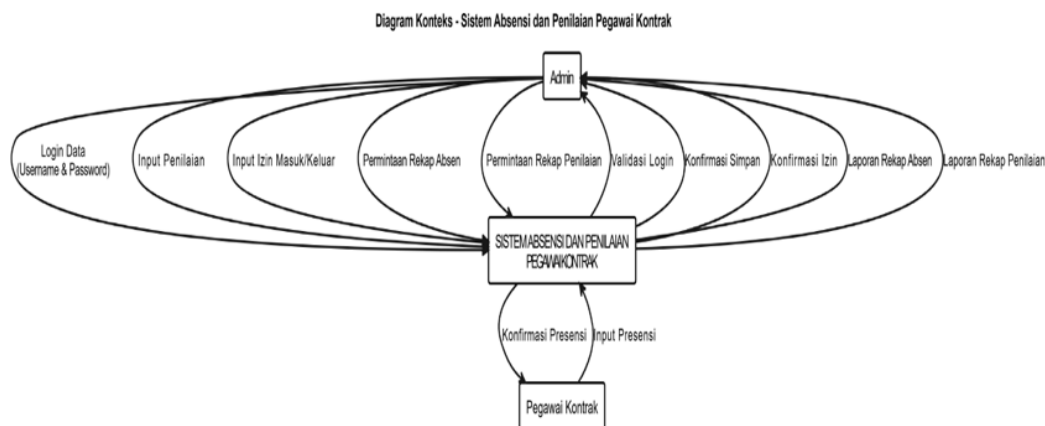 Diagram Konteks - Sistem Absensi dan Penilaian Pegawai Kontrak
Admin
Login Data
(Username & Password)
Input Penilaian
Input Izin Masuk/Keluar
Permintaan Rekap Absen
Permintaan Rekap Penilaian
Validasi Login
Konfirmasi Simpan
Konfirmasi Izin
Laporan Rekap Absen
Laporan Rekap Penilaian
SISTEM ABSENSI DAN PENILAIAN
PEGAWAI KONTRAK
Konfirmasi Presensi
Input Presensi
Pegawai Kontrak